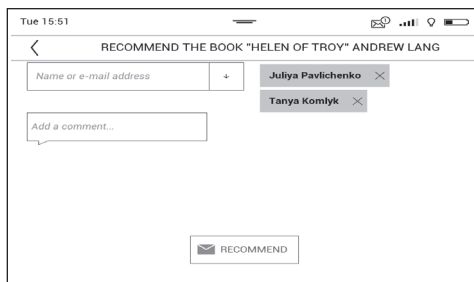 Tue 15:51
RECOMMEND THE BOOK "HELEN OF TROY" ANDREW LANG
Name or e-mail address
Juliya Pavlichenko
Tanya Komlyk
Add a comment...
RECOMMEND